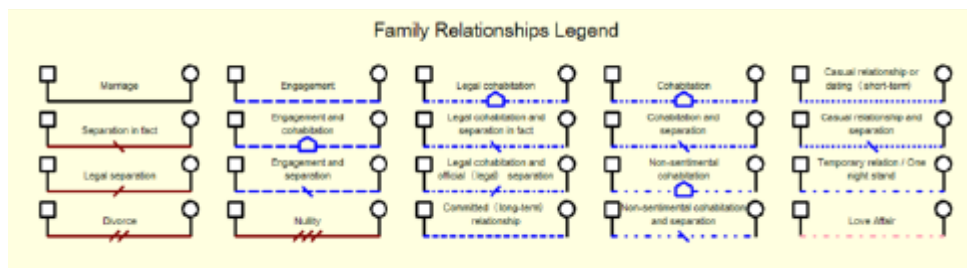 Family Relationships Legend
Marriage
Engagement
Legal cohabitation
Cohabitation
Casual relationship or
dating (short-term)
Separation in fact
Engagement and
cohabitation
Legal cohabitation and
separation in fact
Cohabitation and
separation
Casual relationship and
separation
Legal separation
Engagement and
separation
Legal cohabitation and
official (legal) separation
Non-sentimental
cohabitation
Temporary relation / One
night stand
Divorce
Nullity
Committed (long-term)
relationship
Non-sentimental cohabitation
and separation
Love Affair